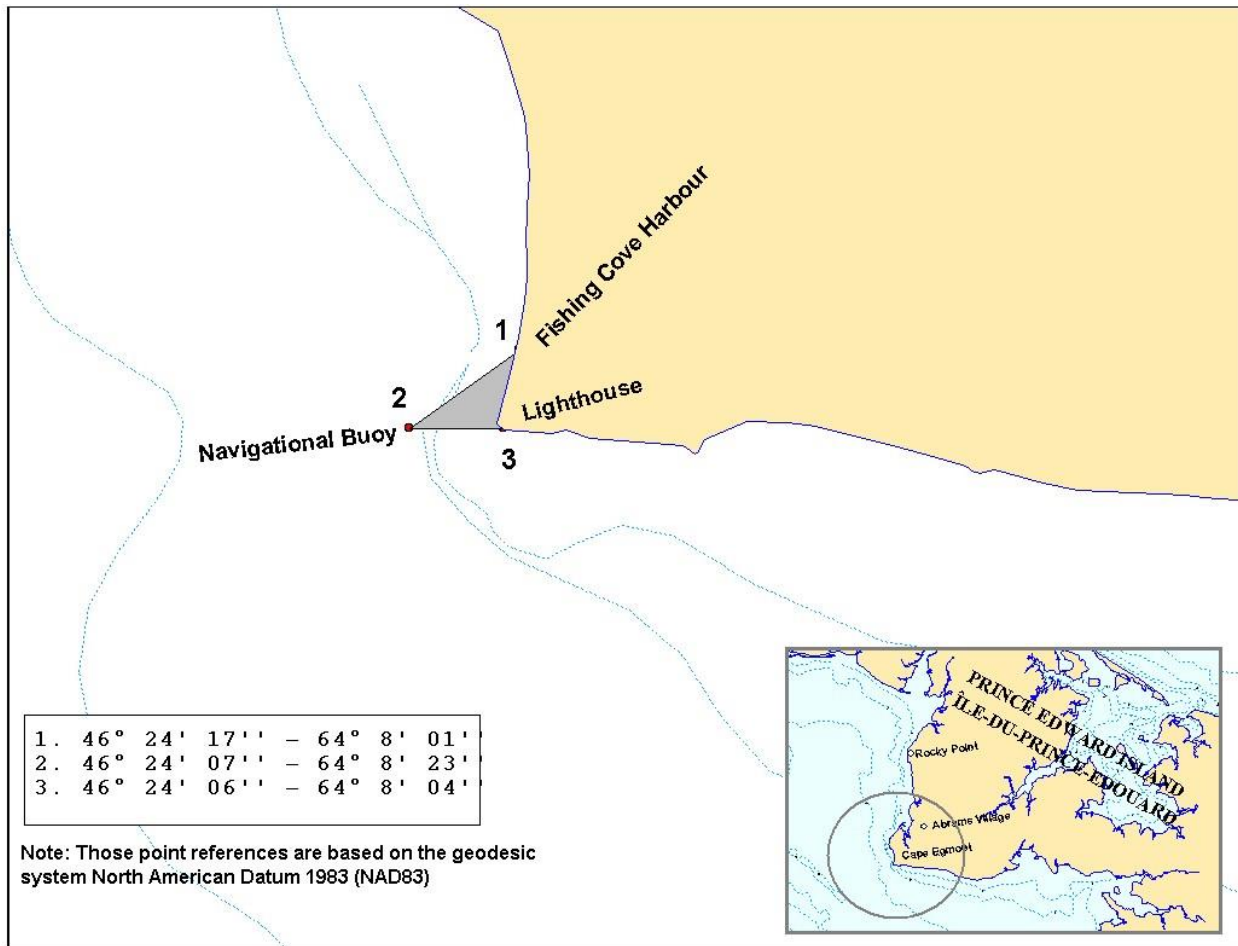 Fishing Cove Harbour
1
Lighthouse
2
Navigational Buoy
3
1. 46° 24' 17'' – 64° 8' 01''
2. 46° 24' 07'' – 64° 8' 23''
3. 46° 24' 06'' – 64° 8' 04''
Note: Those point references are based on the geodesic
system North American Datum 1983 (NAD83)
PRINCE EDWARD ISLAND
ÎLE-DU-PRINCE-EDOUARD
Rocky Point
Abrams Village
Cape Egmont